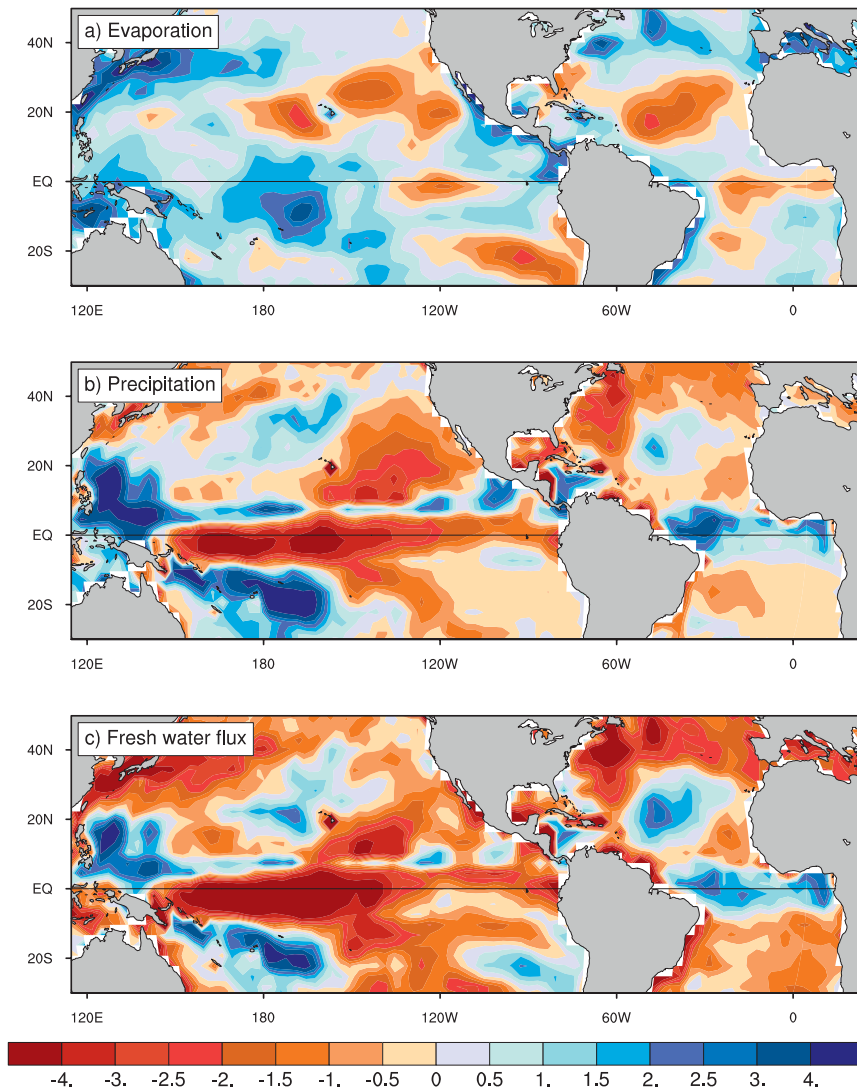 a) Evaporation
40N
20N
EQ
20S
120E 180 120W 60W 0
b) Precipitation
40N
20N
EQ
20S
120E 180 120W 60W 0
c) Fresh water flux
40N
20N
EQ
20S
120E 180 120W 60W 0
-4. -3. -2.5 -2. -1.5 -1. -0.5 0 0.5 1. 1.5 2. 2.5 3. 4.